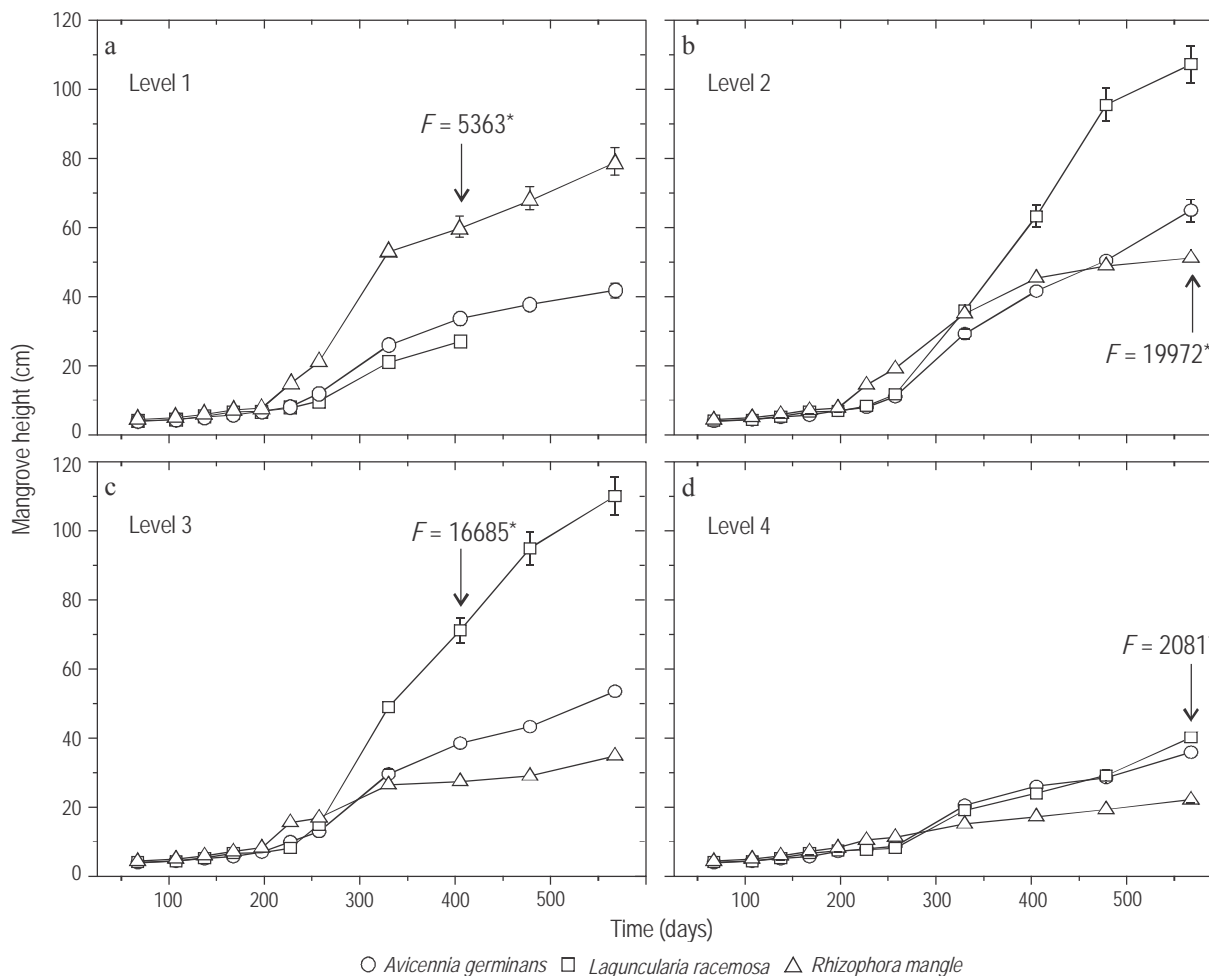 120
100
80
60
40
20
0
a
Level 1
F = 5363*
b
Level 2
F = 19972*
Mangrove height (cm)
120
100
80
60
40
20
0
c
Level 3
F = 16685*
d
Level 4
F = 20817
100 200 300 400 500
100 200 300 400 500
Time (days)
Avicennia germinans Laguncularia racemosa Rhizophora mangle